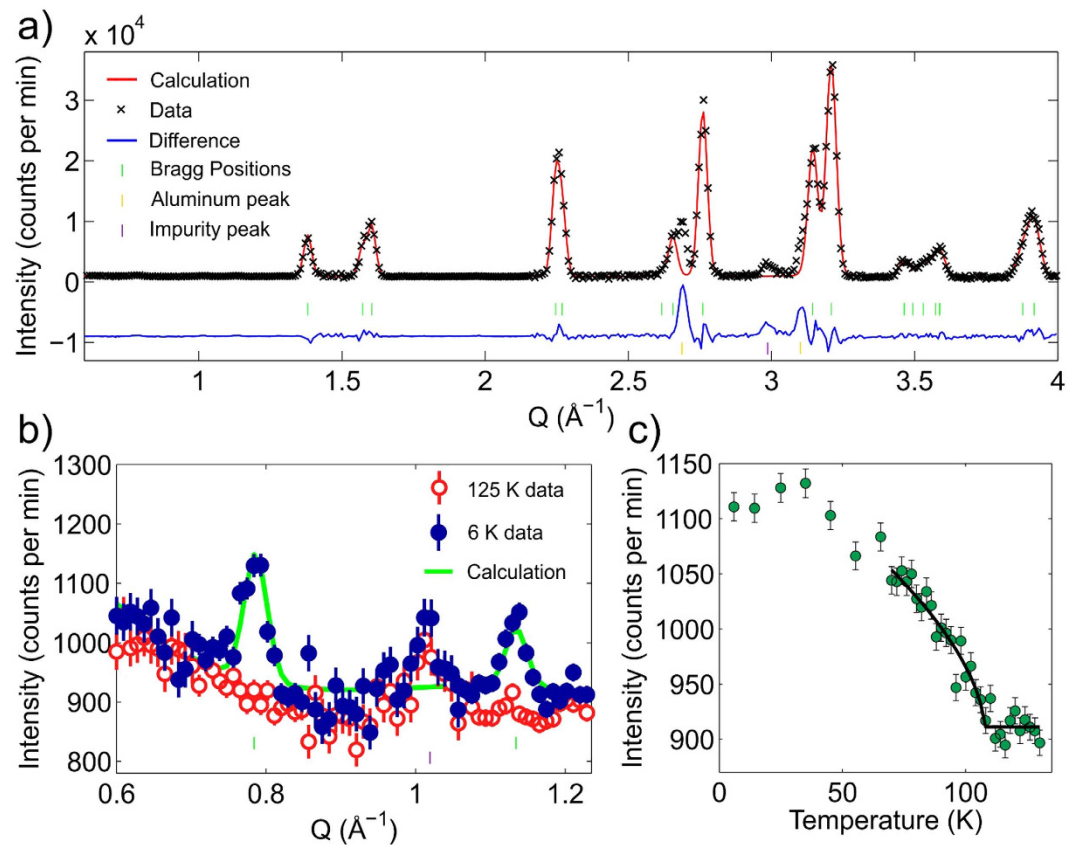 a)
x 10⁴
Intensity (counts per min)
3
2
1
0
−1
Calculation
Data
Difference
Bragg Positions
Aluminum peak
Impurity peak
1
1.5
2
2.5
3
3.5
4
Q (Å⁻¹)
b)
Intensity (counts per min)
1300
1200
1100
1000
900
800
125 K data
6 K data
Calculation
0.6
0.8
1
1.2
Q (Å⁻¹)
c)
Intensity (counts per min)
1150
1100
1050
1000
950
900
0
50
100
Temperature (K)